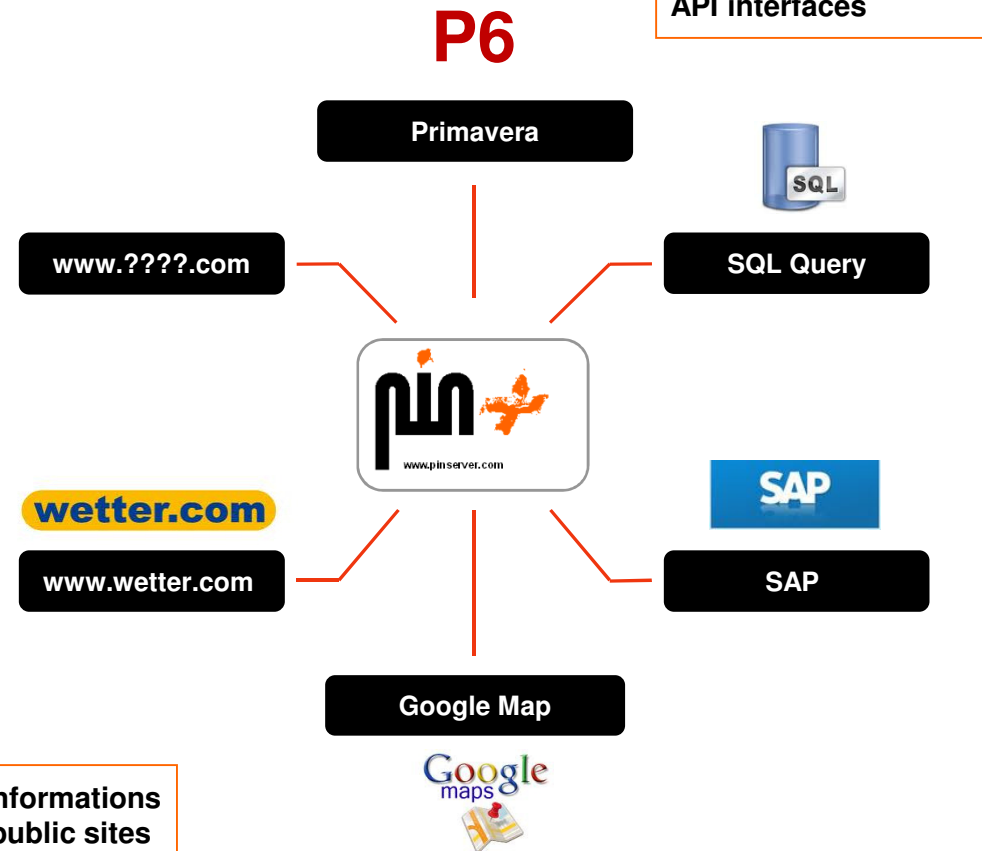 API interfaces
P6
Primavera
SQL
www.????.com
SQL Query
pin
www.pinserver.com
wetter.com
SAP
www.wetter.com
SAP
Google Map
Google
maps
nformations
public sites